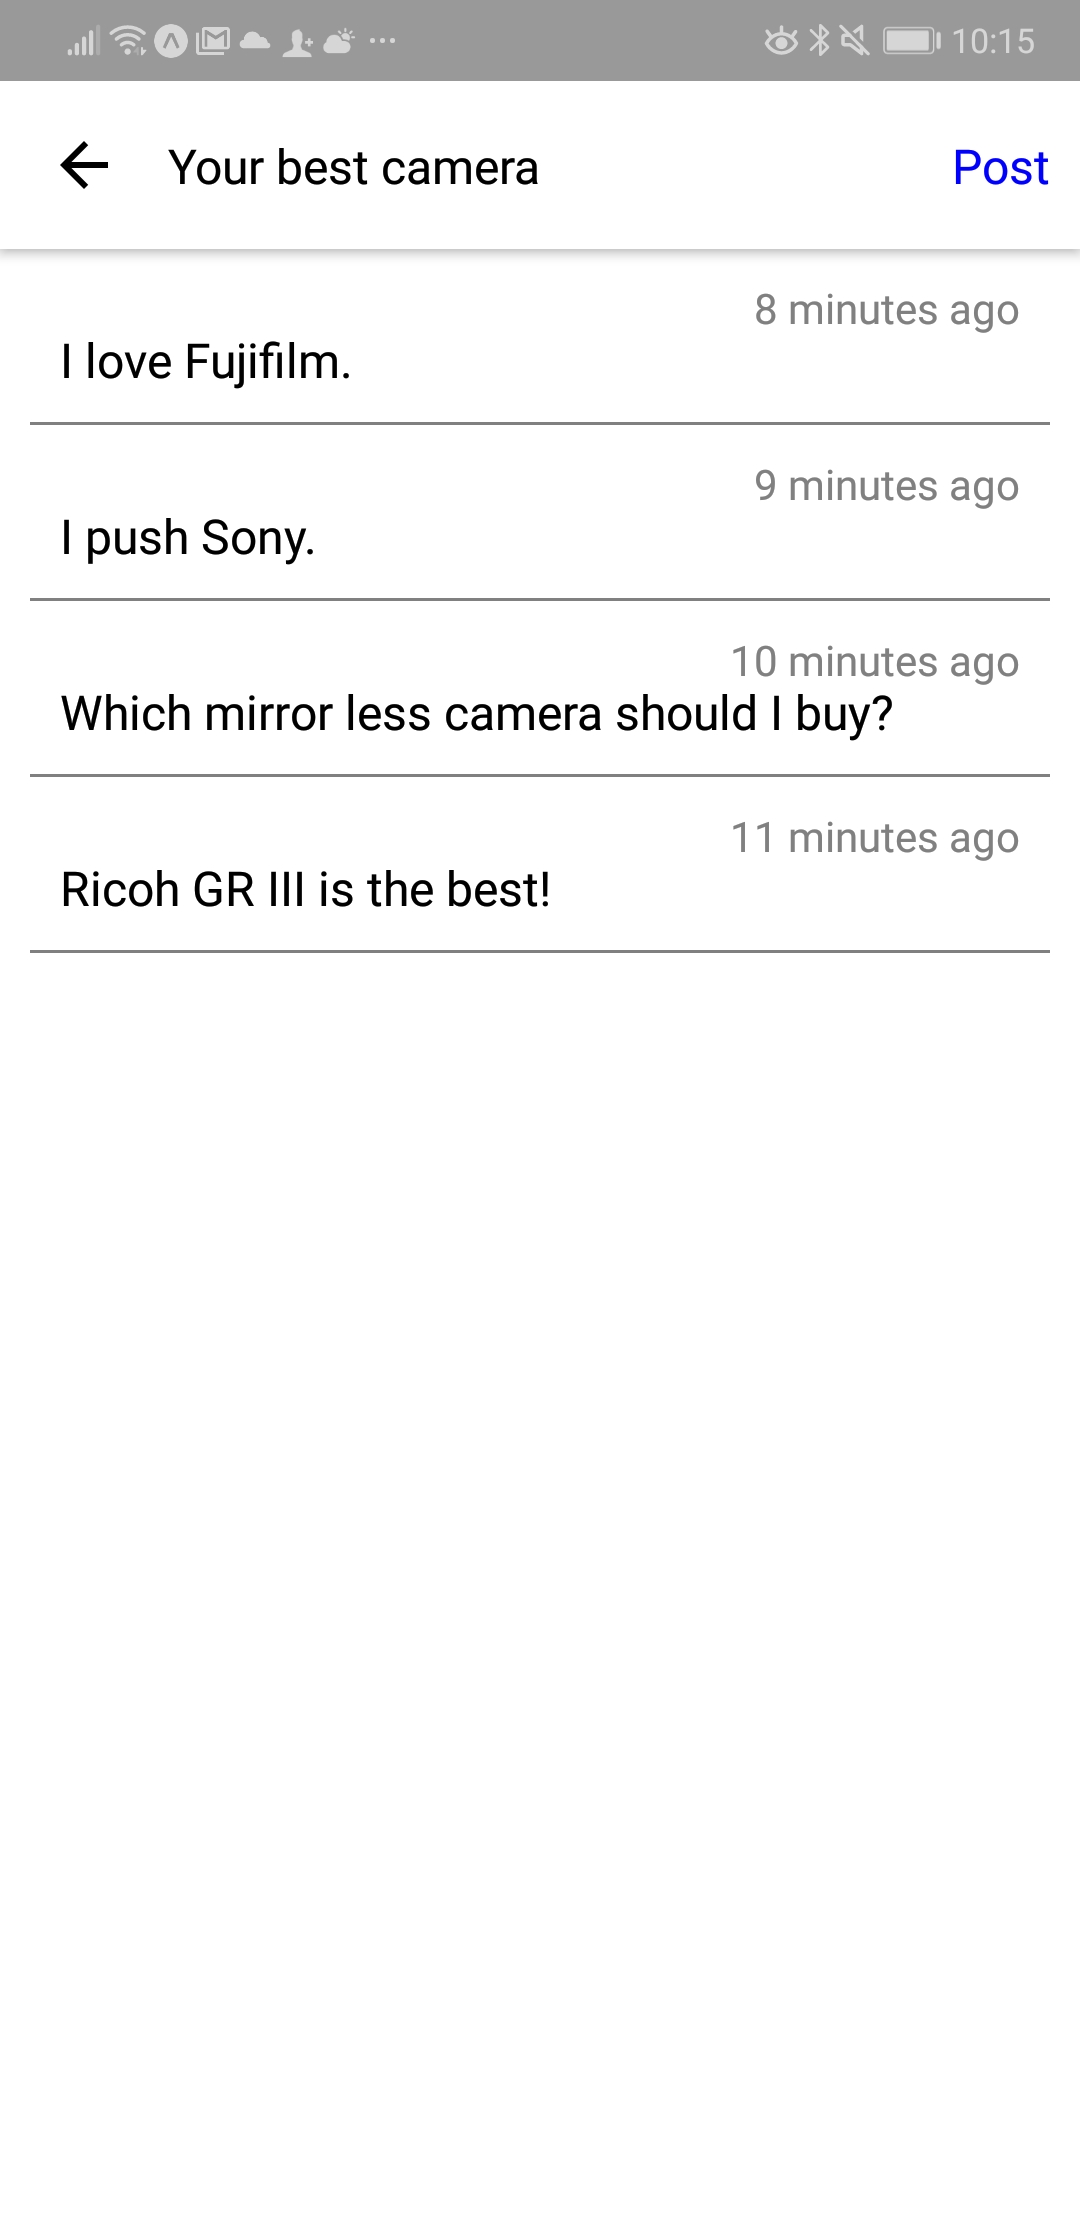 10:15
Your best camera
Post
8 minutes ago
I love Fujifilm.
9 minutes ago
I push Sony.
10 minutes ago
Which mirror less camera should I buy?
11 minutes ago
Ricoh GR III is the best!